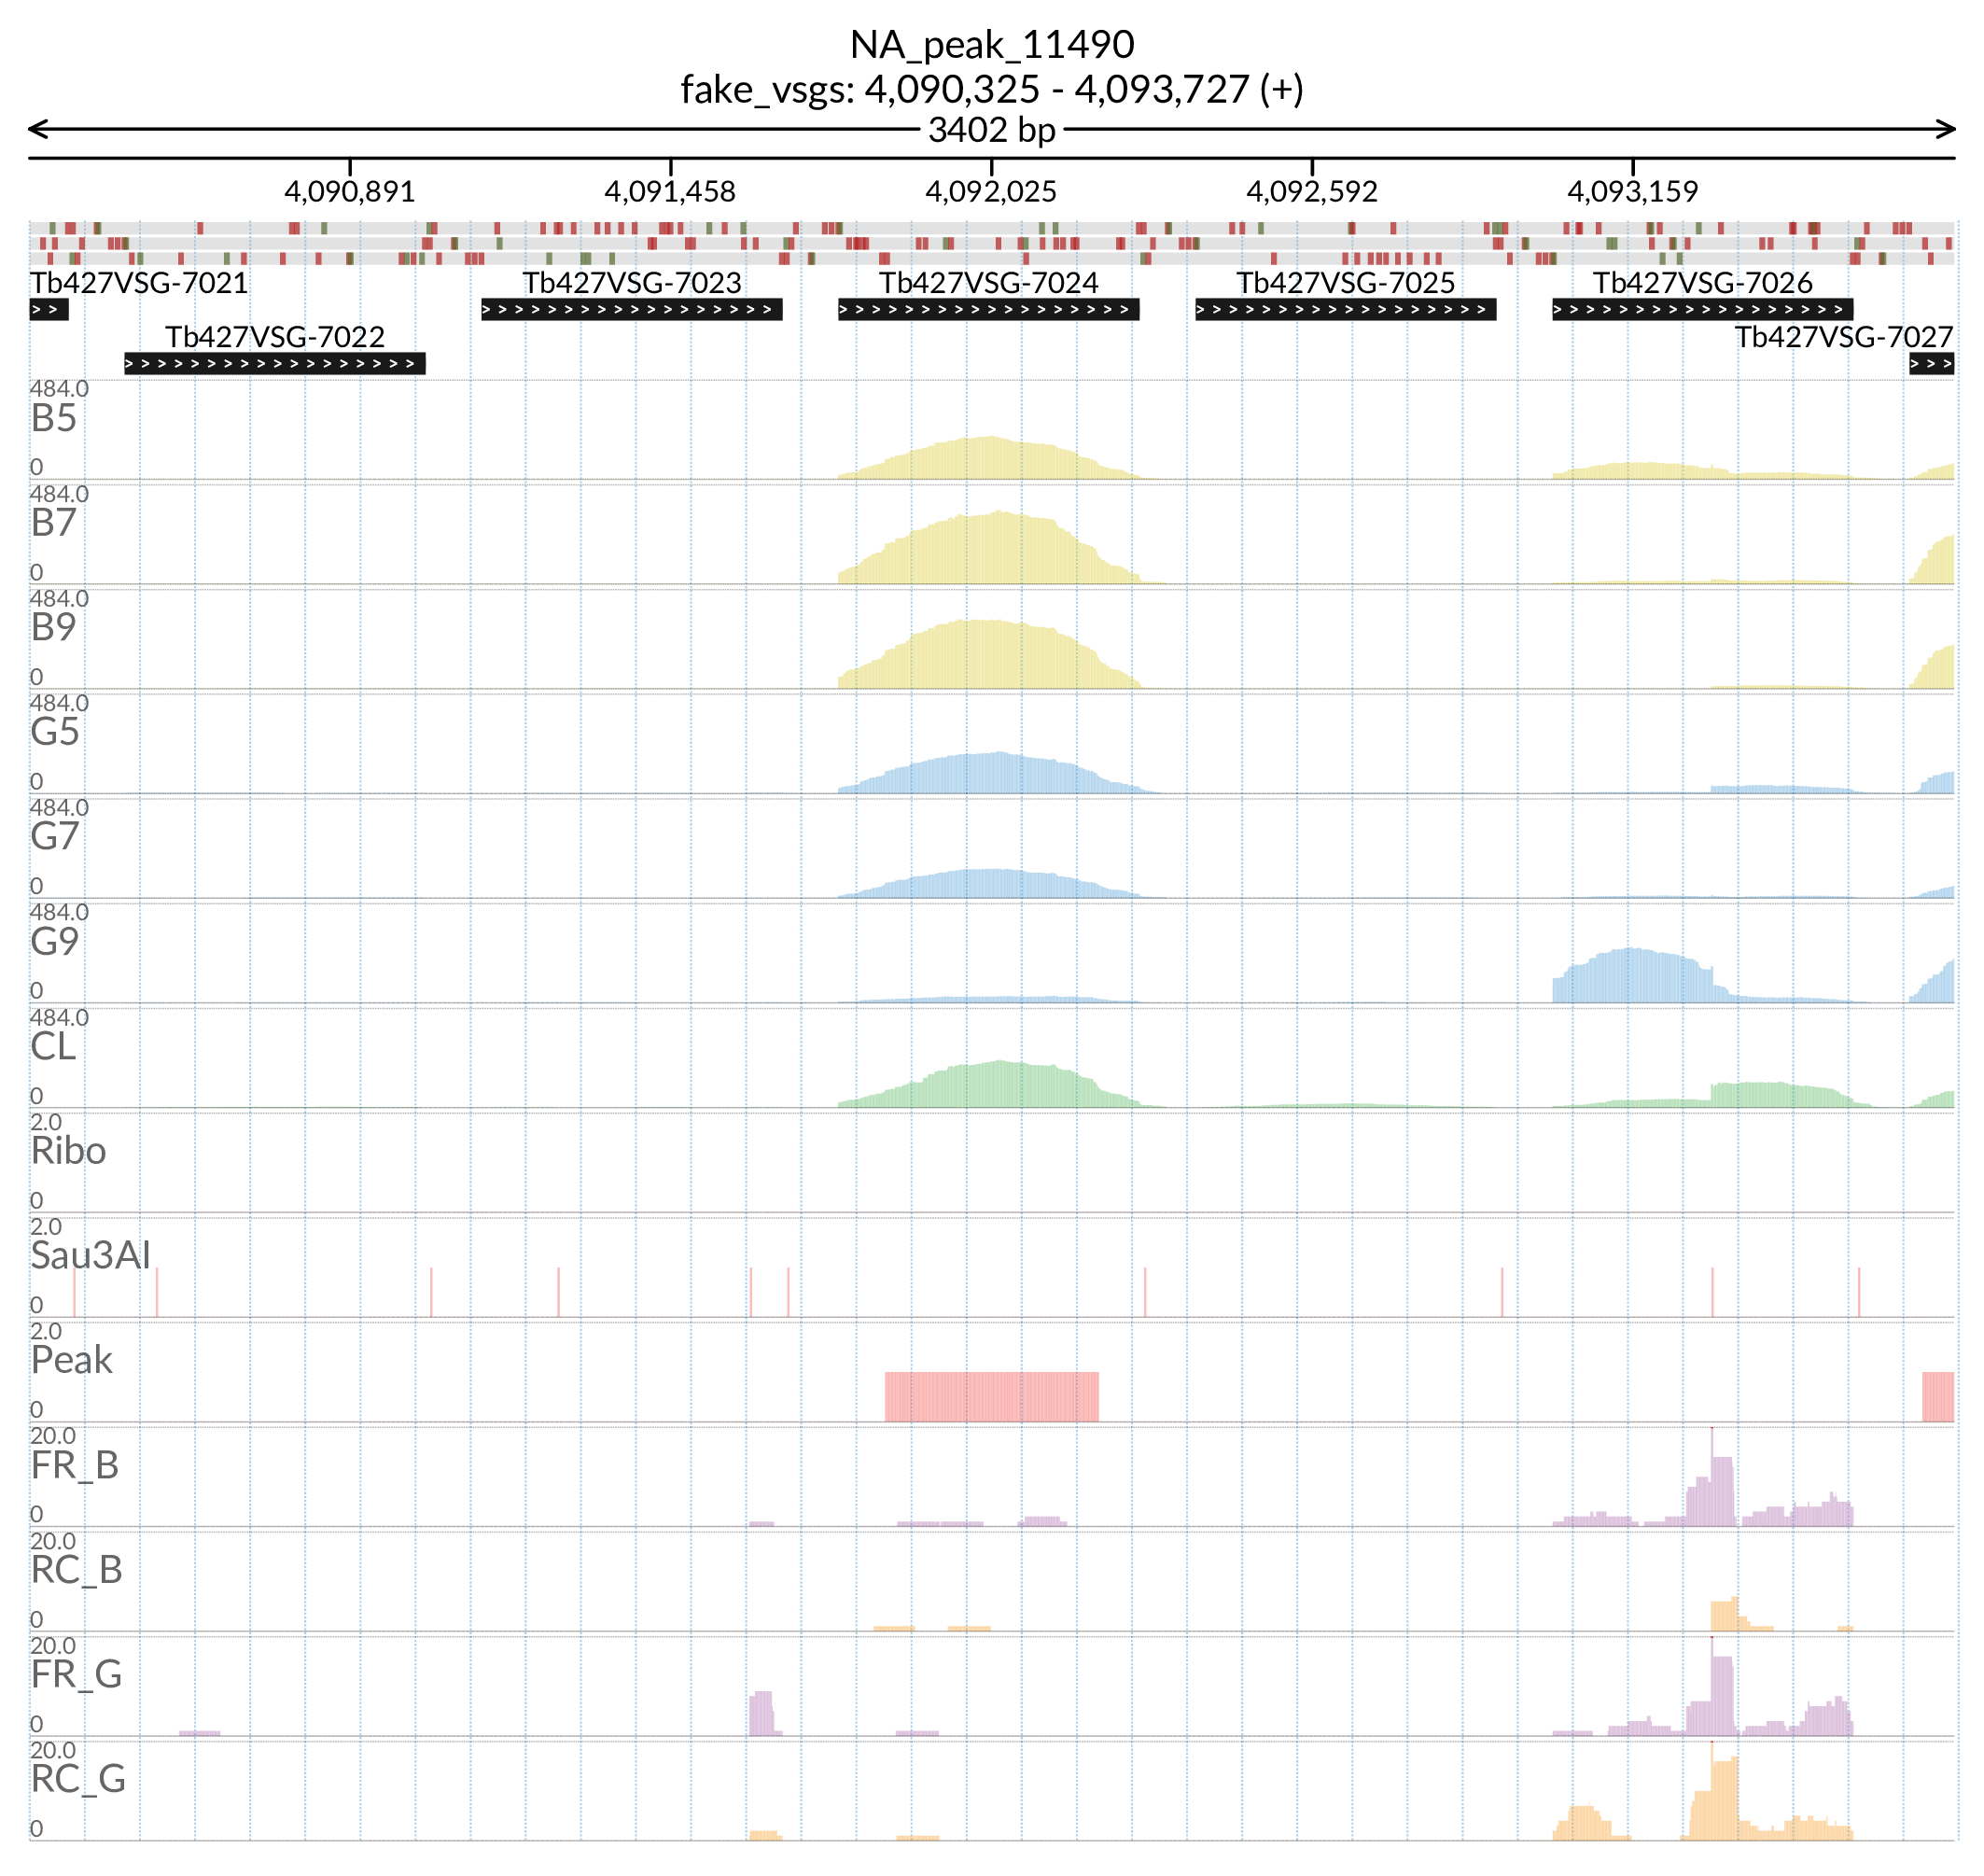 NA_peak_11490
fake_vsgs: 4,090,325 - 4,093,727 (+)
3402 bp
4,090,891 4,091,458 4,092,025 4,092,592 4,093,159
Tb427VSG-7021 Tb427VSG-7023 Tb427VSG-7024 Tb427VSG-7025 Tb427VSG-7026
Tb427VSG-7022 Tb427VSG-7027
484.0
B5
0
484.0
B7
0
484.0
B9
0
484.0
G5
0
484.0
G7
0
484.0
G9
0
484.0
CL
0
2.0
Ribo
0
2.0
Sau3AI
0
2.0
Peak
0
20.0
FR_B
0
20.0
RC_B
0
20.0
FR_G
0
20.0
RC_G
0